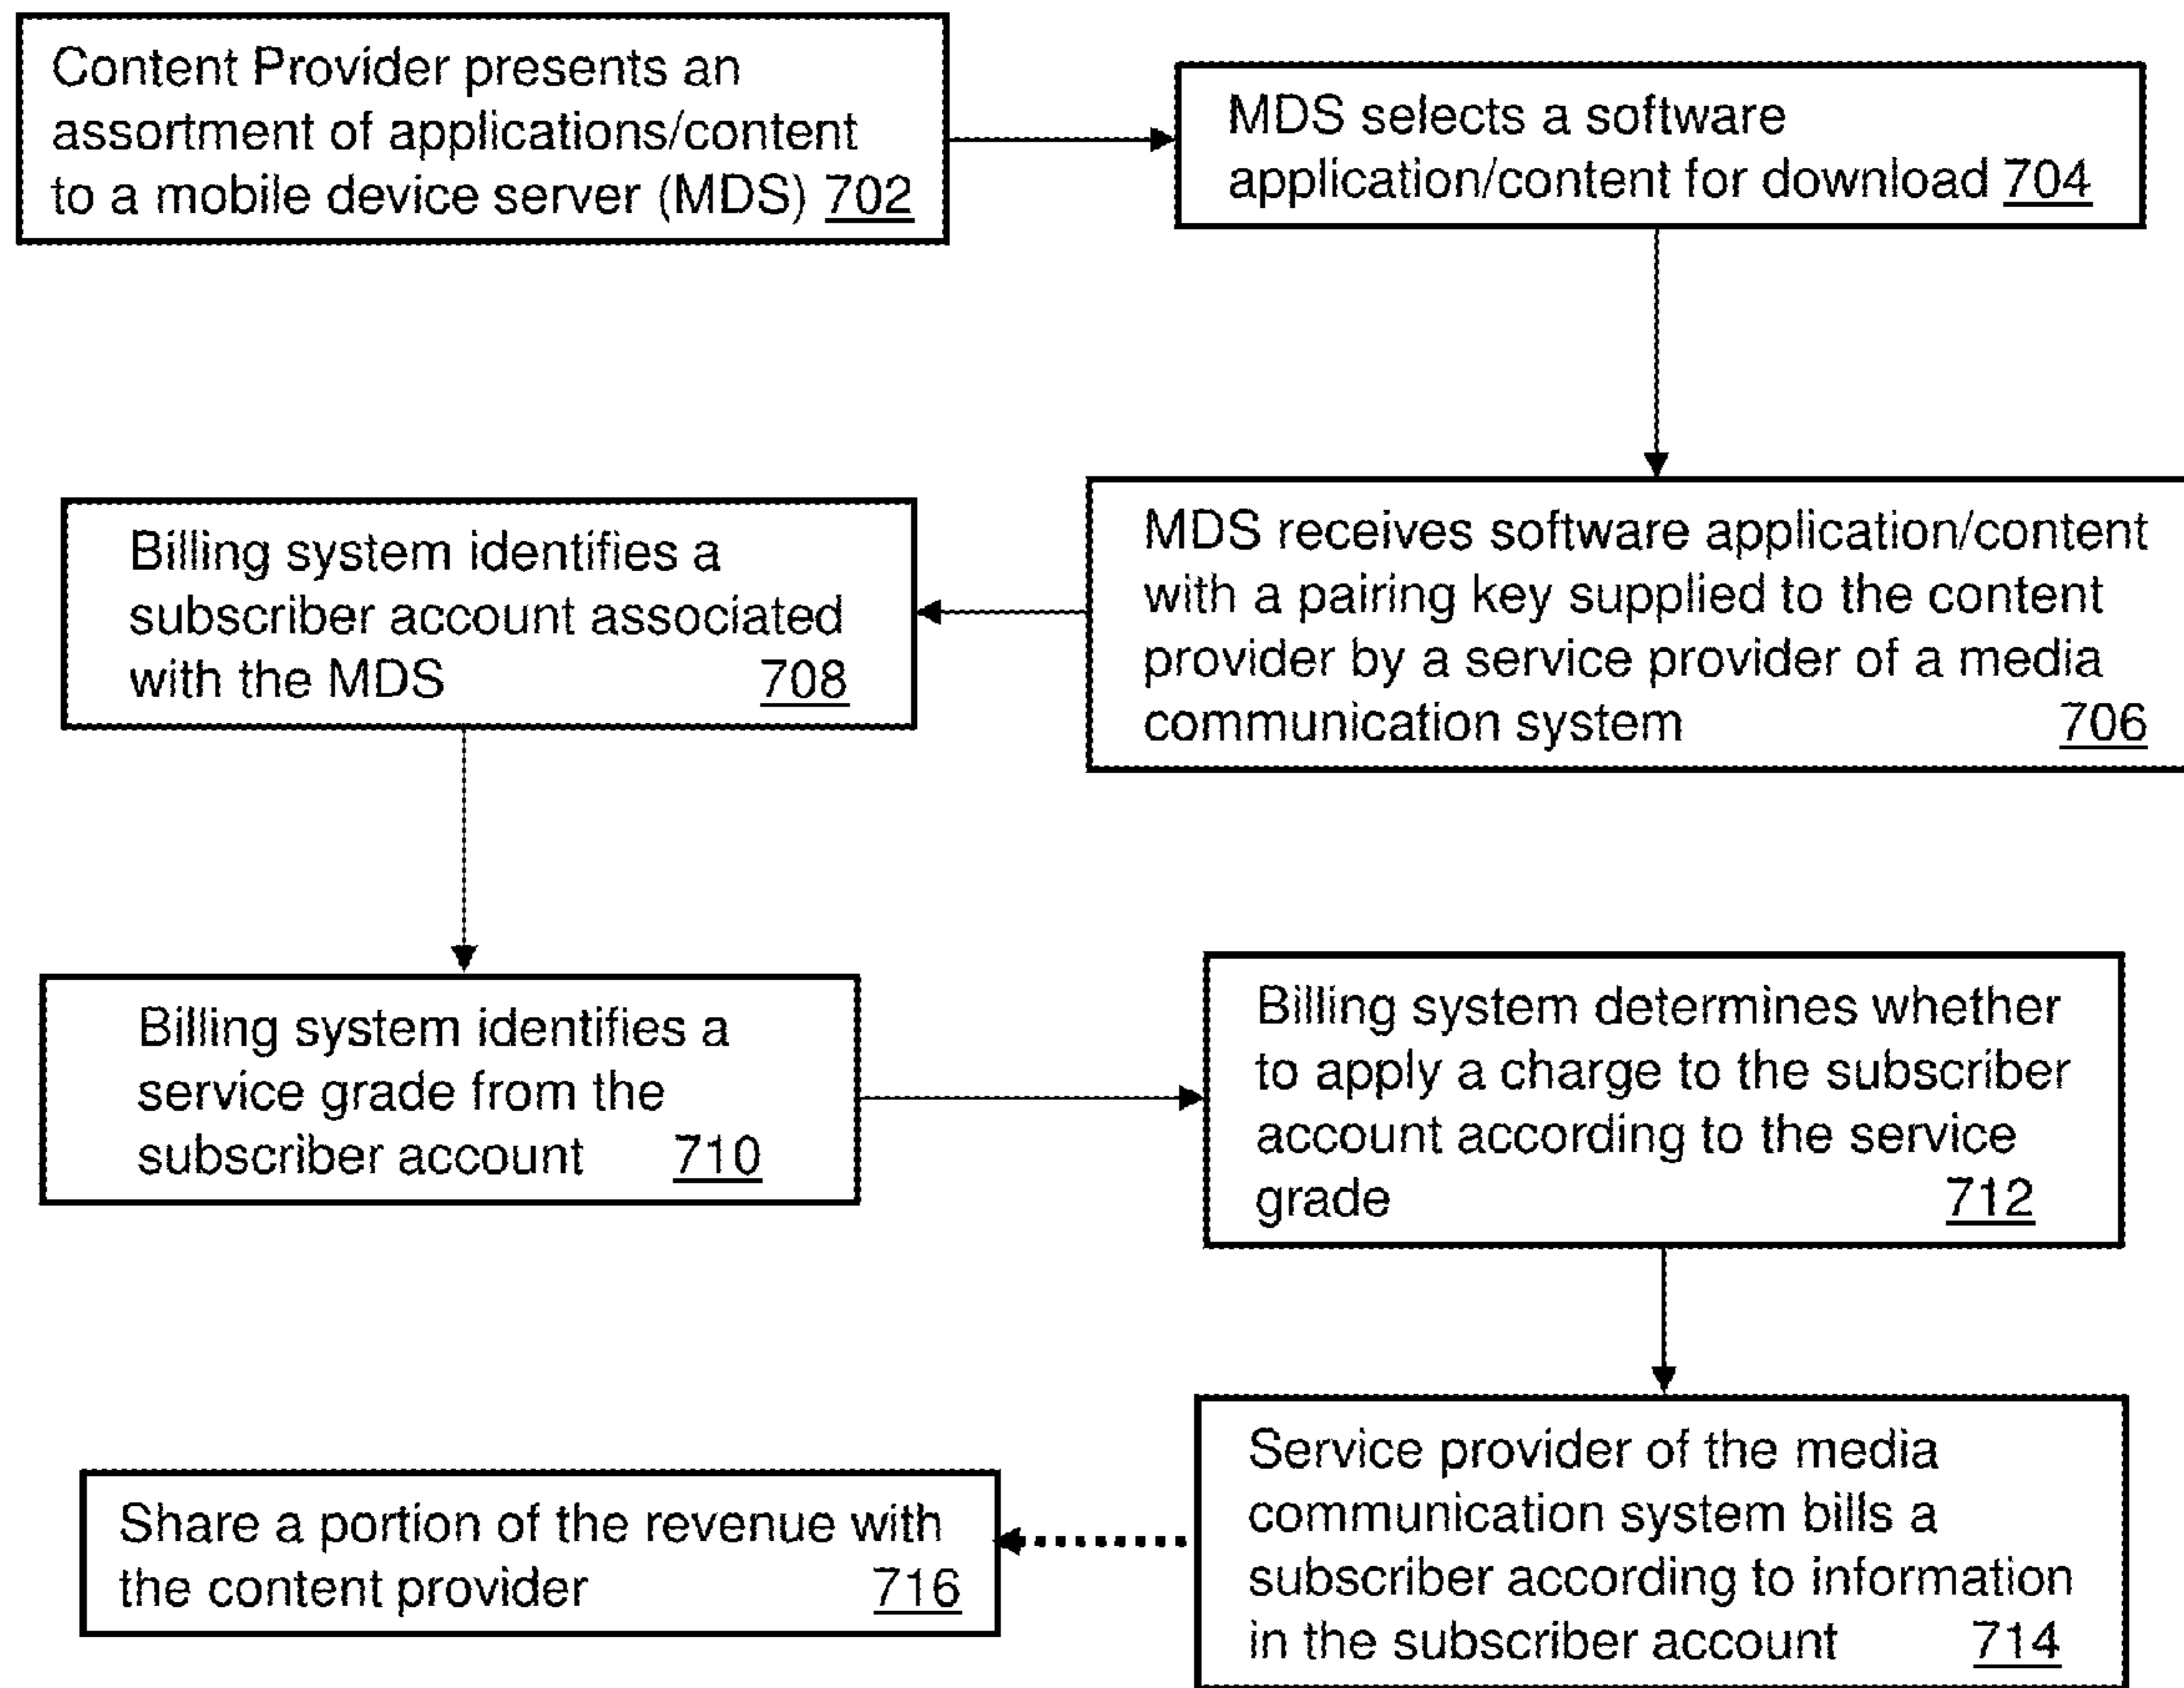 Content Provider presents an
assortment of applications/content
to a mobile device server (MDS) 702
MDS selects a software
application/content for download 704
MDS receives software application/content
with a pairing key supplied to the content
provider by a service provider of a media
communication system 706
Billing system identifies a
subscriber account associated
with the MDS 708
Billing system identifies a
service grade from the
subscriber account 710
Billing system determines whether
to apply a charge to the subscriber
account according to the service
grade 712
Service provider of the media
communication system bills a
subscriber according to information
in the subscriber account 714
Share a portion of the revenue with
the content provider 716